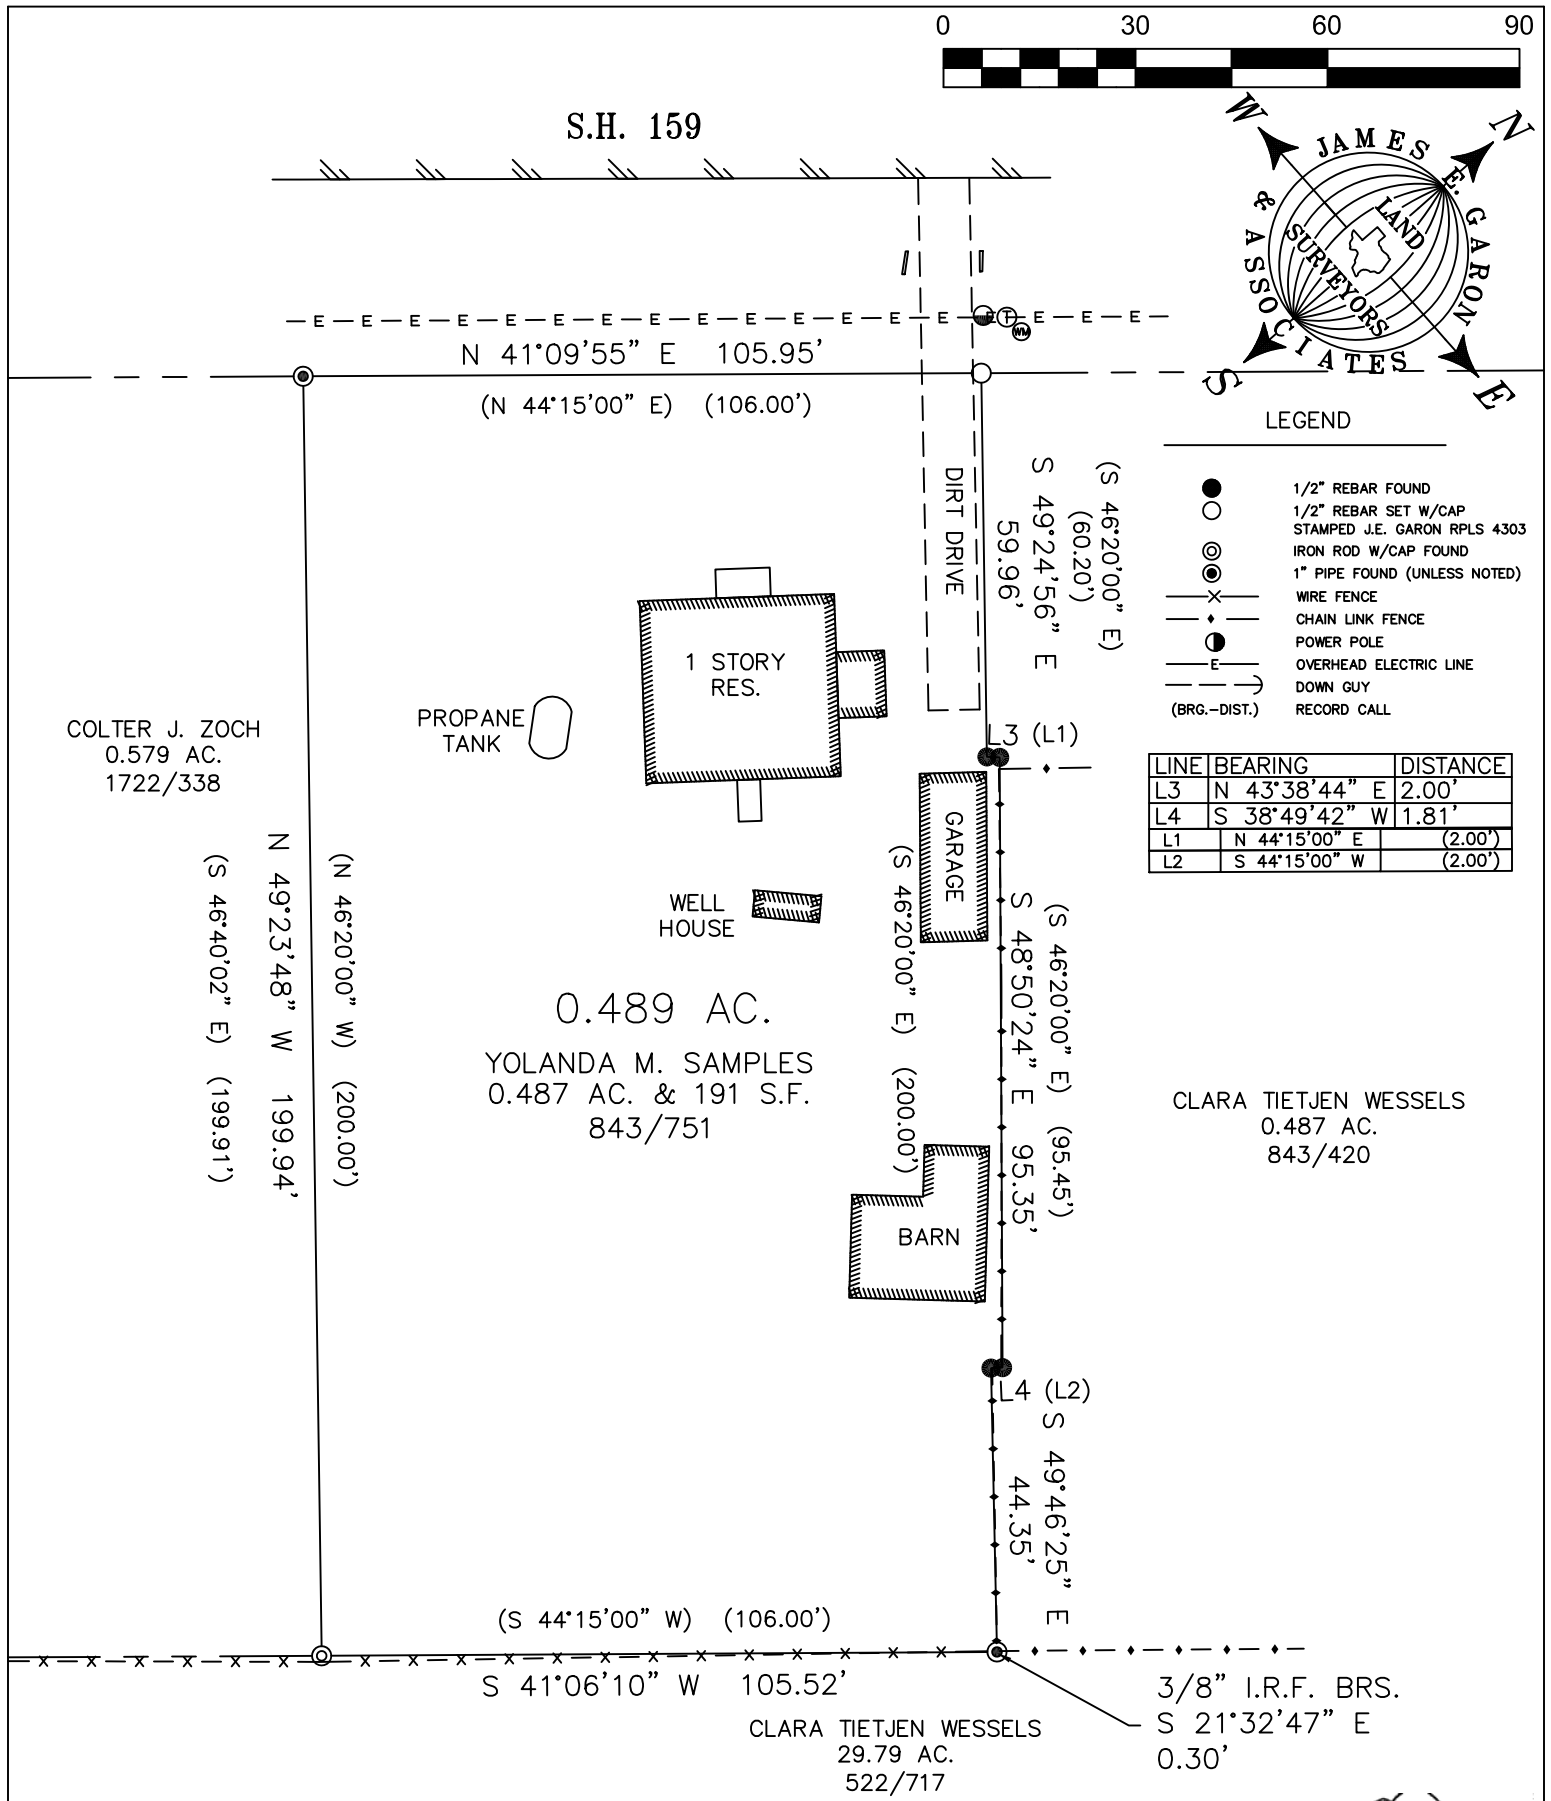 0 30 60 90
S.H. 159
W
N
S
E
JAMES E. GARON
& ASSOCIATES
LAND
SURVEYORS
E E E E E E E E E E E E E E E E E
T
WM
N 41°09'55" E 105.95'
(N 44°15'00" E) (106.00')
DIRT DRIVE
(S 46°20'00" E)
(60.20')
S 49°24'56" E
59.96'
LEGEND
1/2" REBAR FOUND
1/2" REBAR SET W/CAP
STAMPED J.E. GARON RPLS 4303
IRON ROD W/CAP FOUND
1" PIPE FOUND (UNLESS NOTED)
WIRE FENCE
CHAIN LINK FENCE
POWER POLE
E OVERHEAD ELECTRIC LINE
DOWN GUY
(BRG.-DIST.) RECORD CALL
1 STORY
RES.
PROPANE
TANK
COLTER J. ZOCH
0.579 AC.
1722/338
L3 (L1)
LINE BEARING DISTANCE
L3 N 43°38'44" E 2.00'
L4 S 38°49'42" W 1.81'
L1 N 44°15'00" E (2.00')
L2 S 44°15'00" W (2.00')
GARAGE
WELL
HOUSE
(S 46°40'02" E) (199.91')
N 49°23'48" W 199.94'
(N 46°20'00" W) (200.00')
(S 46°20'00" E) (200.00')
S 48°50'24" E 95.35'
(S 46°20'00" E) (95.45')
0.489 AC.
YOLANDA M. SAMPLES
0.487 AC. & 191 S.F.
843/751
CLARA TIETJEN WESSELS
0.487 AC.
843/420
BARN
L4 (L2)
S 49°46'25" E
44.35'
(S 44°15'00" W) (106.00')
S 41°06'10" W 105.52'
3/8" I.R.F. BRS.
S 21°32'47" E
0.30'
CLARA TIETJEN WESSELS
29.79 AC.
522/717